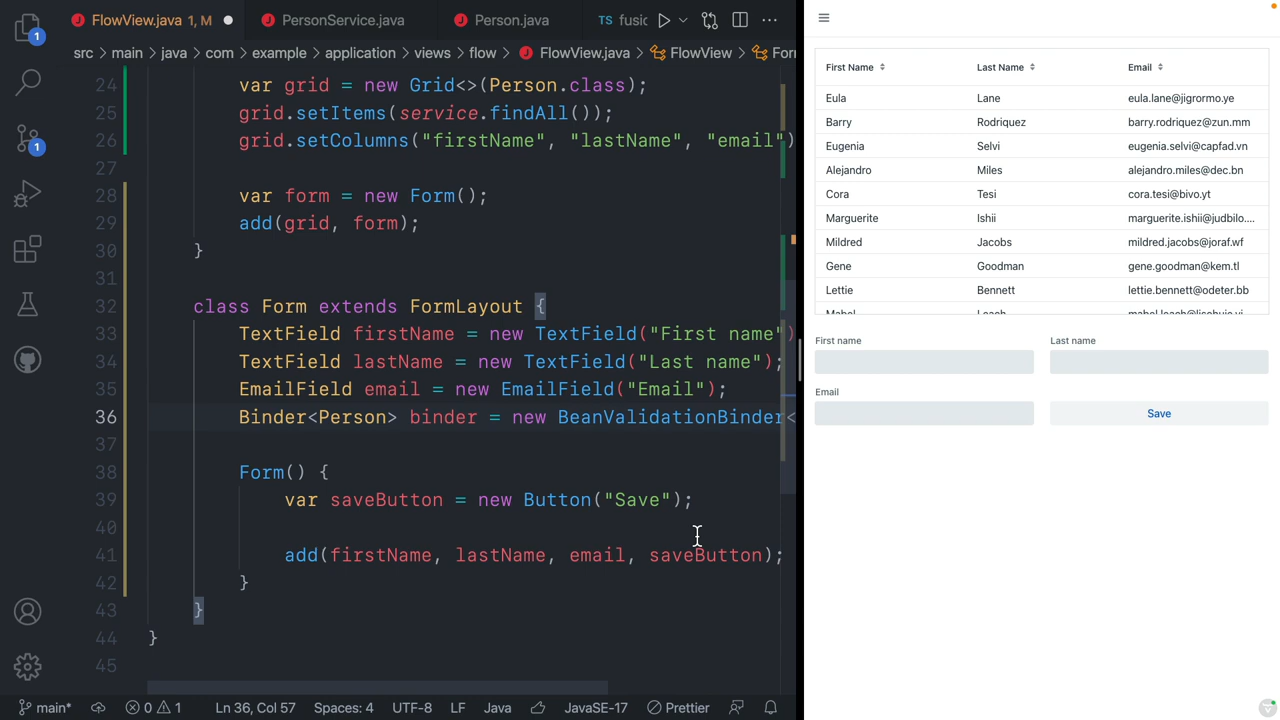 FlowView.java 1, M
PersonService.java
Person.java
TS fusic
src > main > java > com > example > application > views > flow > FlowView.java > FlowView >
24 var grid = new Grid<>(Person.class);
25 grid.setItems(service.findAll());
26 grid.setColumns("firstName", "lastName", "email")
27
28 var form = new Form();
29 add(grid, form);
30 }
31
32 class Form extends FormLayout {
33 TextField firstName = new TextField("First name")
34 TextField lastName = new TextField("Last name");
35 EmailField email = new EmailField("Email");
36 Binder<Person> binder = new BeanValidationBinder<
37
38 Form() {
39 var saveButton = new Button("Save");
40
41 add(firstName, lastName, email, saveButton);
42 }
43 }
44 }
45
1
1
main*
0
1
Ln 36, Col 57
Spaces: 4
UTF-8
LF
Java
JavaSE-17
Prettier
First Name Last Name Email
Eula Lane eula.lane@jigrormo.ye
Barry Rodriquez barry.rodriquez@zun.mm
Eugenia Selvi eugenia.selvi@capfad.vn
Alejandro Miles alejandro.miles@dec.bn
Cora Tesi cora.tesi@bivo.yt
Marguerite Ishii marguerite.ishii@judbilo....
Mildred Jacobs mildred.jacobs@joraf.wf
Gene Goodman gene.goodman@kem.tl
Lettie Bennett lettie.bennett@odeter.bb
First name Last name
Email
Save